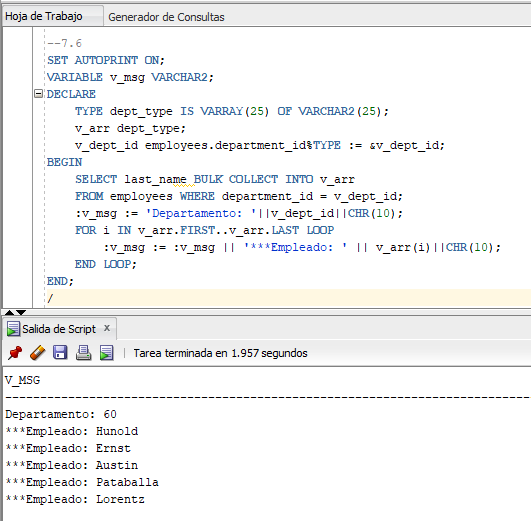 Hoja de Trabajo Generador de Consultas
--7.6
SET AUTOPRINT ON;
VARIABLE v_msg VARCHAR2;
DECLARE
TYPE dept_type IS VARRAY(25) OF VARCHAR2(25);
v_arr dept_type;
v_dept_id employees.department_id%TYPE := &v_dept_id;
BEGIN
SELECT last_name BULK COLLECT INTO v_arr
FROM employees WHERE department_id = v_dept_id;
:v_msg := 'Departamento: '||v_dept_id||CHR(10);
FOR i IN v_arr.FIRST..v_arr.LAST LOOP
:v_msg := :v_msg || '***Empleado: ' || v_arr(i)||CHR(10);
END LOOP;
END;
/
Salida de Script x
Tarea terminada en 1.957 segundos
V_MSG
--------------------------------------------------------------------------------
Departamento: 60
***Empleado: Hunold
***Empleado: Ernst
***Empleado: Austin
***Empleado: Pataballa
***Empleado: Lorentz